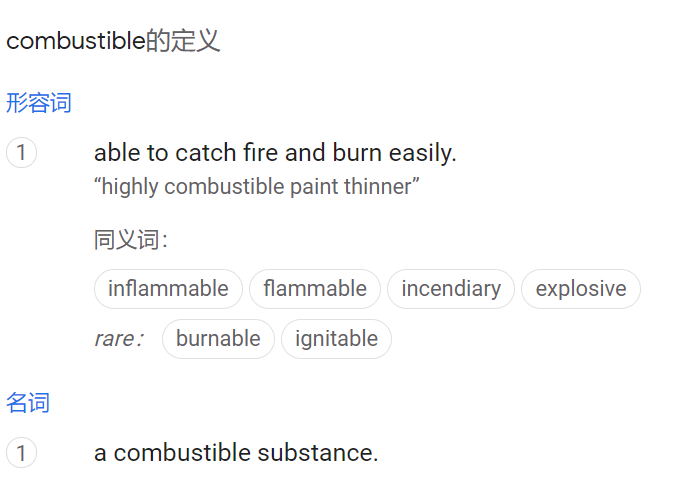 combustible的定义
形容词
1 able to catch fire and burn easily.
“highly combustible paint thinner”
同义词：
inflammable flammable incendiary explosive
rare： burnable ignitable
名词
1 a combustible substance.